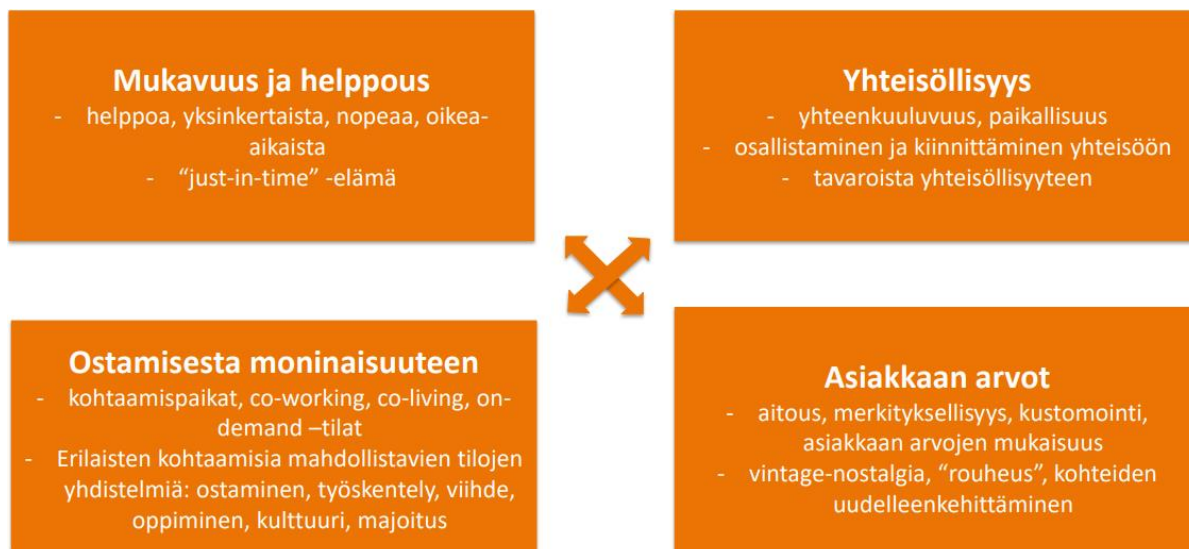 Mukavuus ja helppous
- helppoa, yksinkertaista, nopeaa, oikea-
aikaista
- “just-in-time” -elämä
Yhteisöllisyys
- yhteenkuuluvuus, paikallisuus
- osallistaminen ja kiinnittäminen yhteisöön
- tavaroista yhteisöllisyyteen
Ostamisesta moninaisuuteen
- kohtaamispaikat, co-working, co-living, on-
demand –tilat
- Erilaisten kohtaamisia mahdollistavien tilojen
yhdistelmiä: ostaminen, työskentely, viihde,
oppiminen, kulttuuri, majoitus
Asiakkaan arvot
- aitous, merkityksellisyys, kustomointi,
asiakkaan arvojen mukaisuus
- vintage-nostalgia, “rouheus”, kohteiden
uudelleenkehittäminen